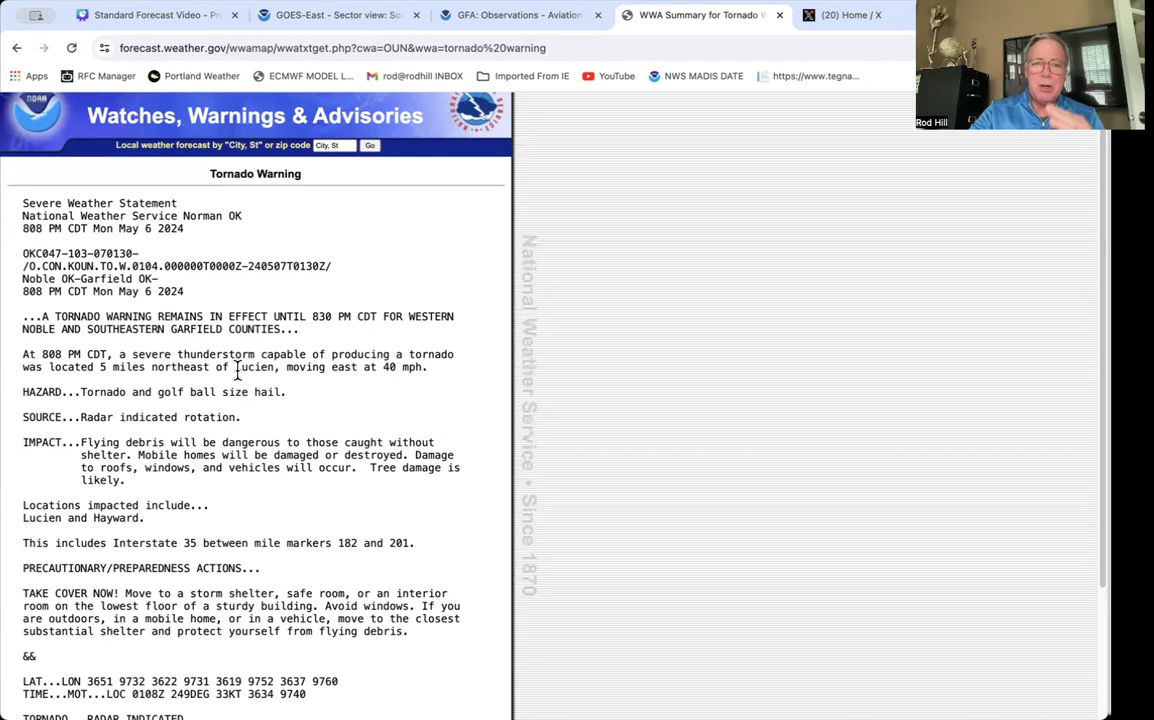 Standard Forecast Video - Pr
GOES-East - Sector view: So
GFA: Observations - Aviation
WWA Summary for Tornado W
(20) Home / X
forecast.weather.gov/wwamap/wwatxtget.php?cwa=OUN&wwa=tornado%20warning
Apps
RFC Manager
Portland Weather
ECMWF MODEL L...
rod@rodhill INBOX
Imported From IE
YouTube
NWS MADIS DATE
https://www.tegna...
Rod Hill
NOAA
Watches, Warnings & Advisories
Local weather forecast by "City, St" or zip code
City, St
Go
Tornado Warning
Severe Weather Statement
National Weather Service Norman OK
808 PM CDT Mon May 6 2024
OKC047-103-070130-
/O.CON.KOUN.TO.W.0104.000000T0000Z-240507T0130Z/
Noble OK-Garfield OK-
808 PM CDT Mon May 6 2024
...A TORNADO WARNING REMAINS IN EFFECT UNTIL 830 PM CDT FOR WESTERN
NOBLE AND SOUTHEASTERN GARFIELD COUNTIES...
At 808 PM CDT, a severe thunderstorm capable of producing a tornado
was located 5 miles northeast of Lucien, moving east at 40 mph.
HAZARD...Tornado and golf ball size hail.
SOURCE...Radar indicated rotation.
IMPACT...Flying debris will be dangerous to those caught without
shelter. Mobile homes will be damaged or destroyed. Damage
to roofs, windows, and vehicles will occur.  Tree damage is
likely.
Locations impacted include...
Lucien and Hayward.
This includes Interstate 35 between mile markers 182 and 201.
PRECAUTIONARY/PREPAREDNESS ACTIONS...
TAKE COVER NOW! Move to a storm shelter, safe room, or an interior
room on the lowest floor of a sturdy building. Avoid windows. If you
are outdoors, in a mobile home, or in a vehicle, move to the closest
substantial shelter and protect yourself from flying debris.
&&
LAT...LON 3651 9732 3622 9731 3619 9752 3637 9760
TIME...MOT...LOC 0108Z 249DEG 33KT 3634 9740
TORNADO...RADAR INDICATED
National Weather Service • Since 1870